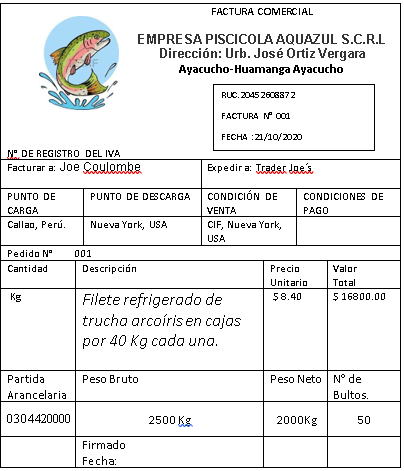 FACTURA COMERCIAL
EMPRESA PISCICOLA AQUAZUL S.C.R.L
Dirección: Urb. José Ortiz Vergara
Ayacucho-Huamanga Ayacucho
RUC.20452608872
FACTURA N° 001
FECHA :21/10/2020
N° DE REGISTRO DEL IVA
Facturar a: Joe Coulombe
Expedir a: Trader Joe´s
PUNTO DE CARGA
PUNTO DE DESCARGA
CONDICIÓN DE VENTA
CONDICIONES DE PAGO
Callao, Perú.
Nueva York, USA
CIF, Nueva York, USA
Pedido N° 001
Cantidad
Descripción
Precio Unitario
Valor Total
Kg
Filete refrigerado de
trucha arcoíris en cajas
por 40 Kg cada una.
$ 8.40
$ 16800.00
Partida Arancelaria
Peso Bruto
Peso Neto
N° de Bultos.
0304420000
2500 Kg
2000Kg
50
Firmado
Fecha: